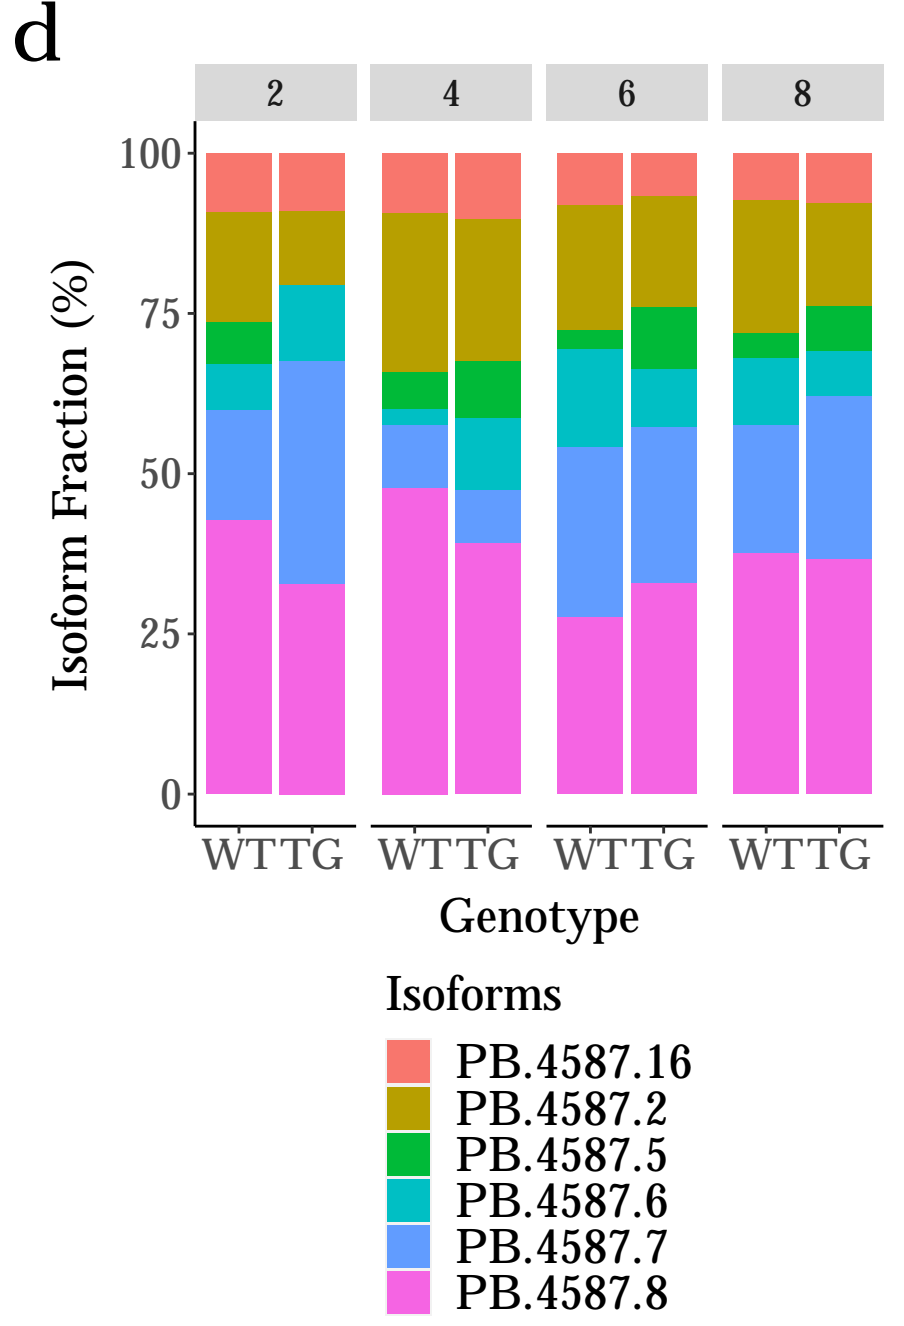 d
2 4 6 8
100
75
50
25
0
Isoform Fraction (%)
WT TG WT TG WT TG WT TG
Genotype
Isoforms
PB.4587.16
PB.4587.2
PB.4587.5
PB.4587.6
PB.4587.7
PB.4587.8